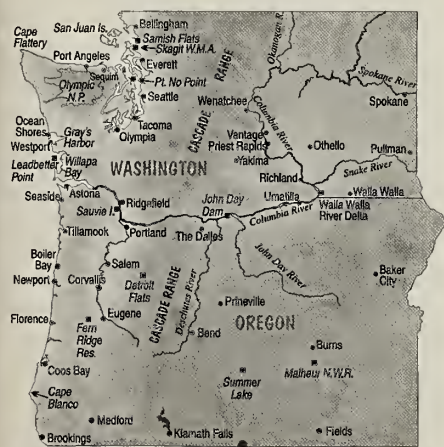 San Juan Is.
Bellingham
Samish Flats
Skagit W.M.A.
Cape
Flattery
Port Angeles
Sequim
Everett
Pt. No Point
Olympic
N.P.
Seattle
CASCADE RANGE
Okanogan R.
Spokane River
Spokane
Wenatchee
Columbia River
Ocean
Shores
Westport
Gray's
Harbor
Tacoma
Olympia
Vantage
Priest Rapids
Yakima
Othello
Pullman
Leadbetter
Point
Willapa
Bay
WASHINGTON
Richland
Snake River
Seaside
Astoria
Ridgefield
Sauvie I.
John Day
Dam
Umatilla
Columbia River
Walla Walla
Walla Walla
River Delta
Tillamook
Portland
The Dalles
Boiler
Bay
Newport
Salem
Corvallis
Detroit
Flats
CASCADE RANGE
Deschutes River
John Day River
Baker
City
Prineville
Florence
Eugene
Fern
Ridge
Res.
Bend
OREGON
Burns
Malheur N.W.R.
Coos Bay
Summer
Lake
Cape
Blanco
Medford
Klamath Falls
Fields
Brookings